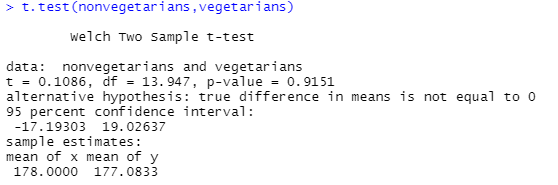 > t.test(nonvegetarians,vegetarians)
Welch Two Sample t-test
data:  nonvegetarians and vegetarians
t = 0.1086, df = 13.947, p-value = 0.9151
alternative hypothesis: true difference in means is not equal to 0
95 percent confidence interval:
 -17.19303  19.02637
sample estimates:
mean of x mean of y
 178.0000  177.0833